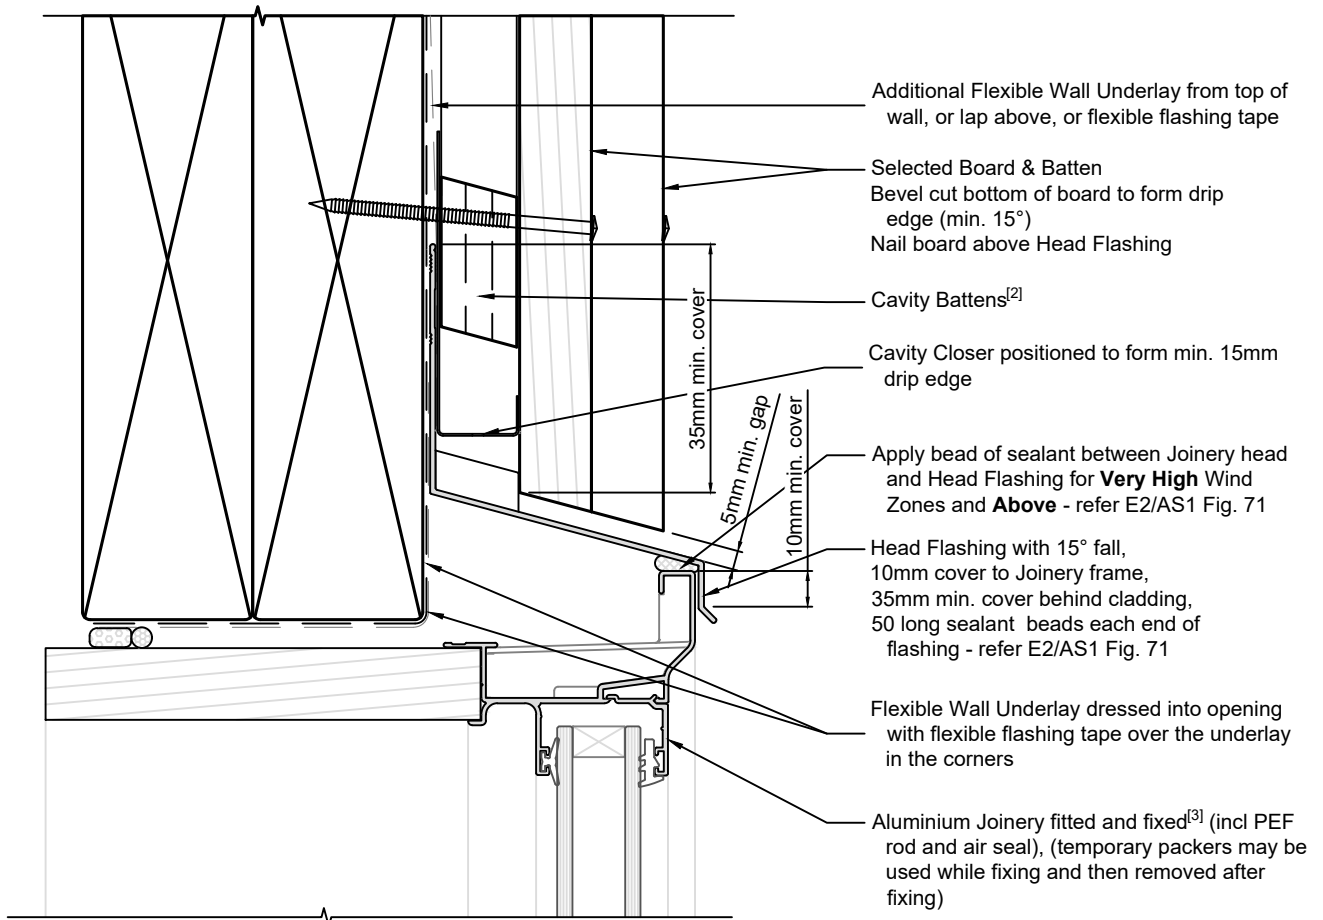 Additional Flexible Wall Underlay from top of
wall, or lap above, or flexible flashing tape
Selected Board & Batten
Bevel cut bottom of board to form drip
edge (min. 15°)
Nail board above Head Flashing
Cavity Battens[2]
Cavity Closer positioned to form min. 15mm
drip edge
35mm min. cover
5mm min. gap
10mm min. cover
Apply bead of sealant between Joinery head
and Head Flashing for Very High Wind
Zones and Above - refer E2/AS1 Fig. 71
Head Flashing with 15° fall,
10mm cover to Joinery frame,
35mm min. cover behind cladding,
50 long sealant beads each end of
flashing - refer E2/AS1 Fig. 71
Flexible Wall Underlay dressed into opening
with flexible flashing tape over the underlay
in the corners
Aluminium Joinery fitted and fixed[3] (incl PEF
rod and air seal), (temporary packers may be
used while fixing and then removed after
fixing)